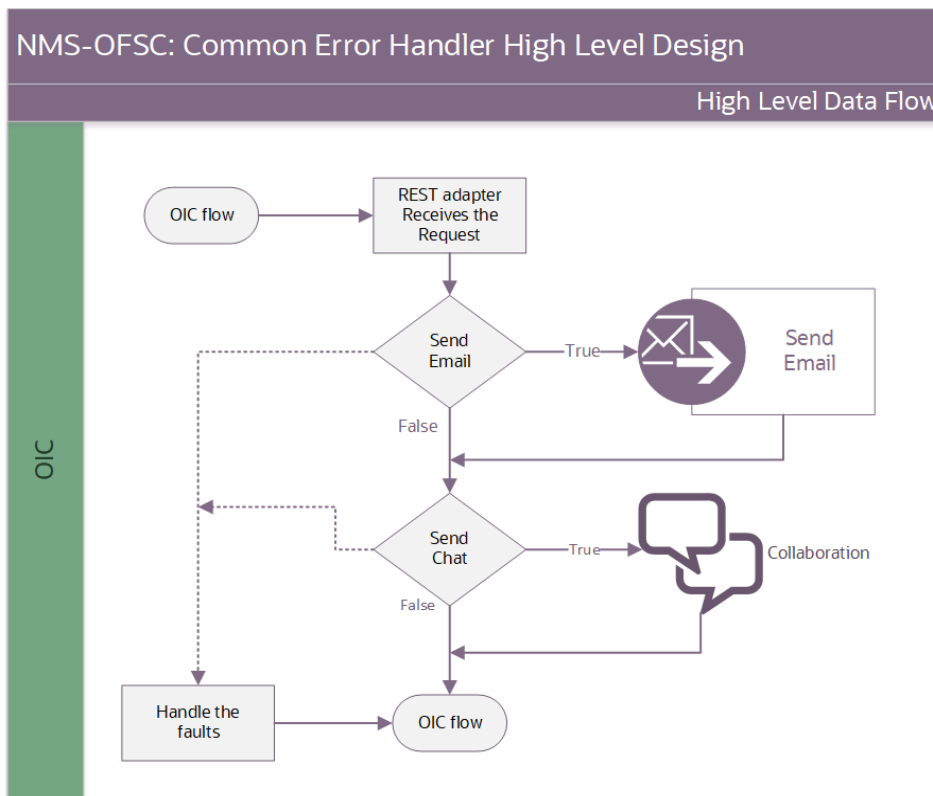 NMS-OFSC: Common Error Handler High Level Design
High Level Data Flow
OIC
OIC flow
REST adapter
Receives the
Request
Send
Email
True
Send
Email
False
Send
Chat
True
Collaboration
False
Handle the
faults
OIC flow